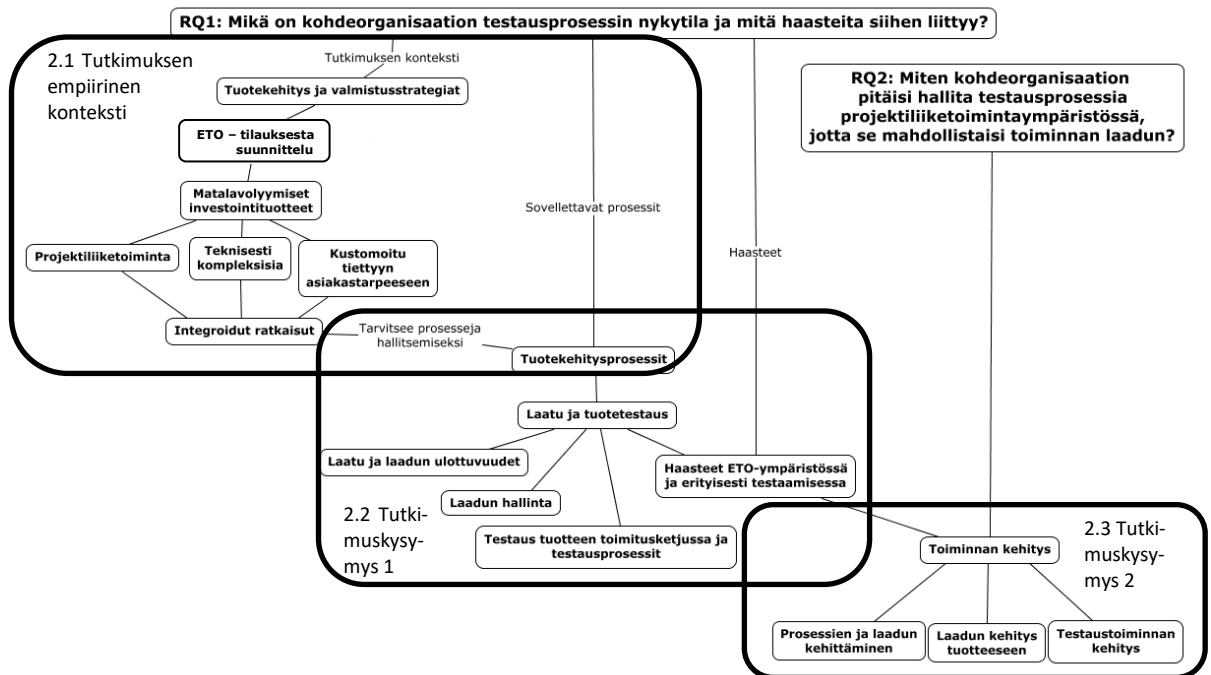 RQ1: Mikä on kohdeorganisaation testausprosessin nykytila ja mitä haasteita siihen liittyy?
2.1 Tutkimuksen
empiirinen
konteksti
Tutkimuksen konteksti
Tuotekehitys ja valmistusstrategiat
ETO – tilauksesta
suunnittelu
Matalavolyymiset
investointituotteet
Projektiliiketoiminta
Teknisesti
kompleksisia
Kustomoitu
tiettyyn
asiakastarpeeseen
Integroidut ratkaisut
Tarvitsee prosesseja
hallitsemiseksi
Sovellettavat prosessit
Haasteet
RQ2: Miten kohdeorganisaation
pitäisi hallita testausprosessia
projektiliiketoimintaympäristössä,
jotta se mahdollistaisi toiminnan laadun?
Tuotekehitysprosessit
Laatu ja tuotetestaus
Laatu ja laadun ulottuvuudet
Laadun hallinta
Testaus tuotteen toimitusketjussa ja
testausprosessit
Haasteet ETO-ympäristössä
ja erityisesti testaamisessa
2.2 Tutki-
muskysy-
mys 1
Toiminnan kehitys
2.3 Tutki-
muskysy-
mys 2
Prosessien ja laadun
kehittäminen
Laadun kehitys
tuotteeseen
Testaustoiminnan
kehitys